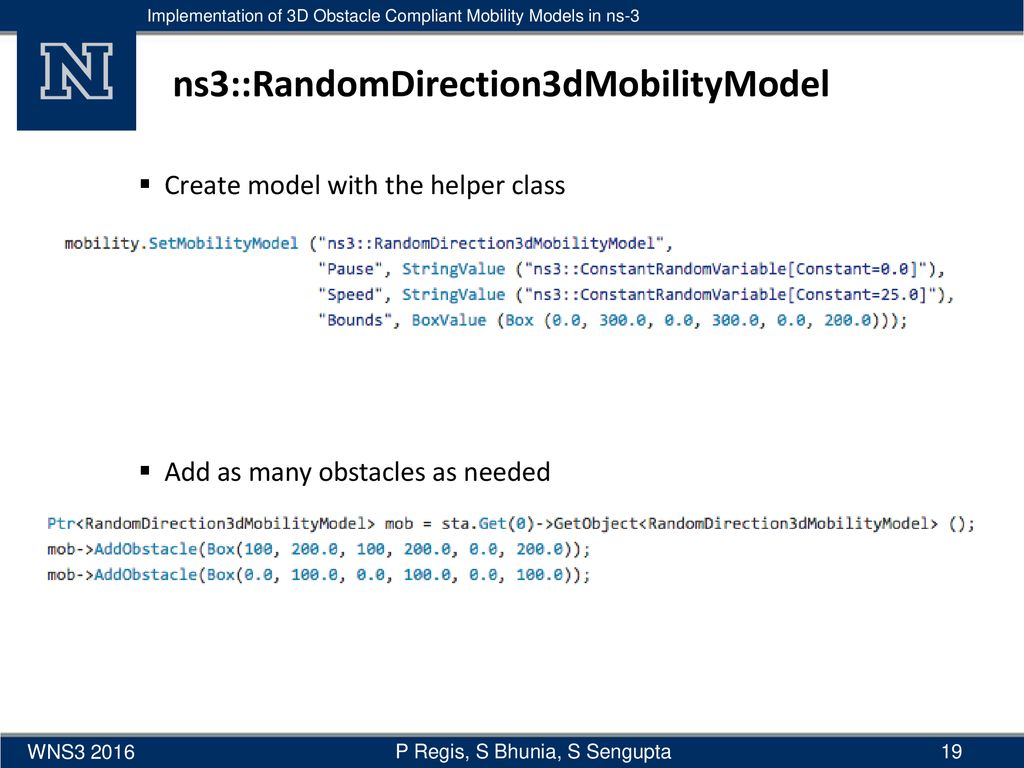 Implementation of 3D Obstacle Compliant Mobility Models in ns-3
N
ns3::RandomDirection3dMobilityModel
▪ Create model with the helper class
mobility.SetMobilityModel ("ns3::RandomDirection3dMobilityModel",
"Pause", StringValue ("ns3::ConstantRandomVariable[Constant=0.0]"),
"Speed", StringValue ("ns3::ConstantRandomVariable[Constant=25.0]"),
"Bounds", BoxValue (Box (0.0, 300.0, 0.0, 300.0, 0.0, 200.0)));
▪ Add as many obstacles as needed
Ptr<RandomDirection3dMobilityModel> mob = sta.Get(0)->GetObject<RandomDirection3dMobilityModel> ();
mob->AddObstacle(Box(100, 200.0, 100, 200.0, 0.0, 200.0));
mob->AddObstacle(Box(0.0, 100.0, 0.0, 100.0, 0.0, 100.0));
WNS3 2016
P Regis, S Bhunia, S Sengupta
19